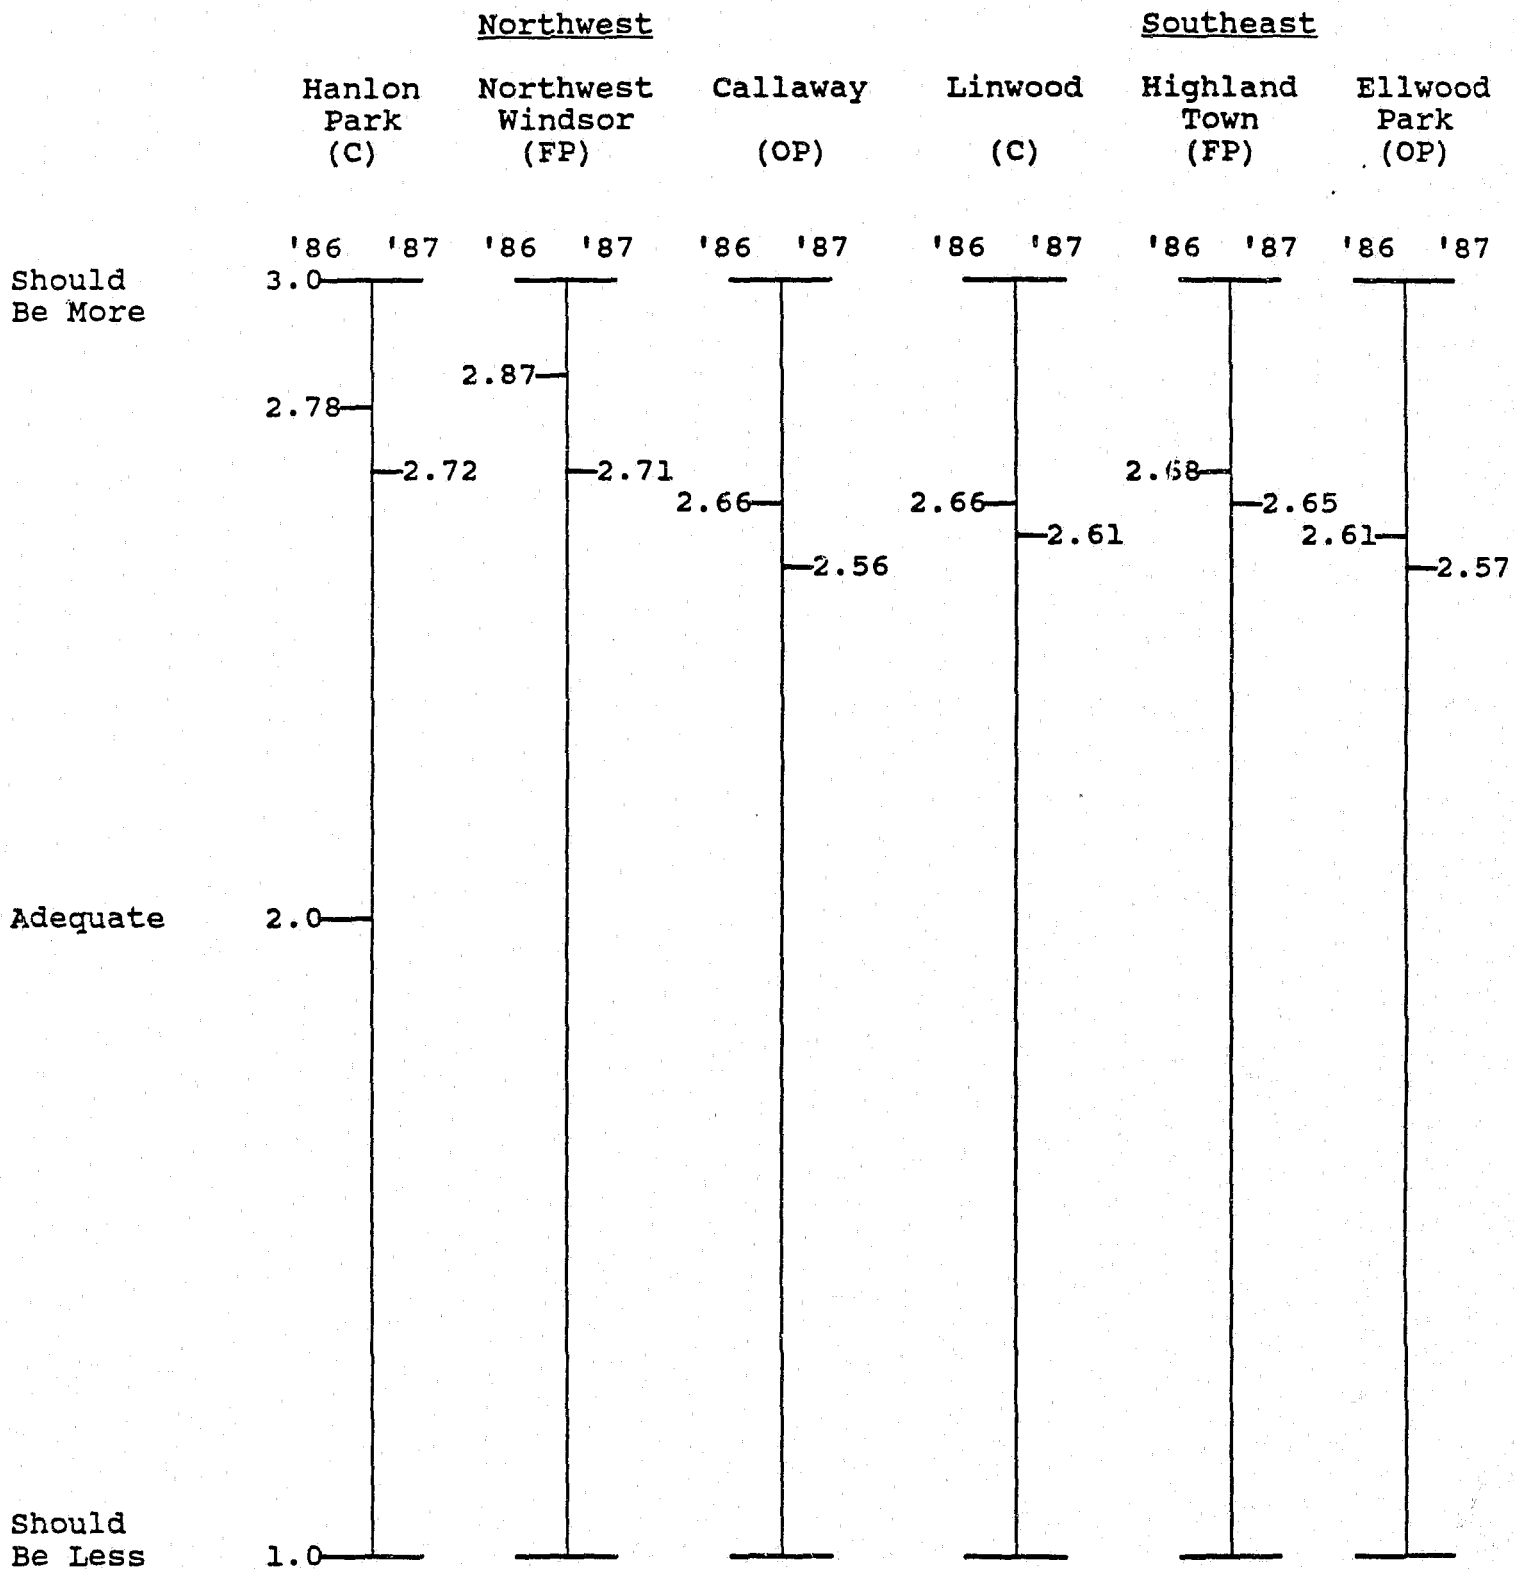 Northwest Southeast
Hanlon Northwest Callaway Linwood Highland Ellwood
Park Windsor Town Park
(C) (FP) (OP) (C) (FP) (OP)
'86 '87 '86 '87 '86 '87 '86 '87 '86 '87 '86 '87
Should 3.0
Be More
2.87
2.78
2.72 2.71 2.68
2.66 2.66 2.65
2.61 2.61
2.56 2.57
Adequate 2.0
Should
Be Less 1.0